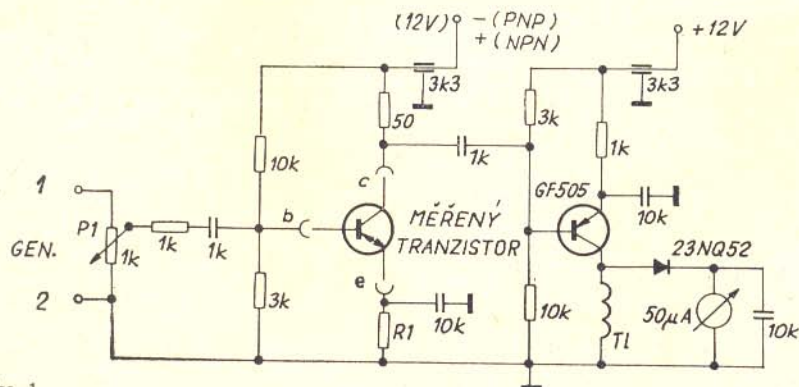 (12V)
- (PNP)
+ (NPN)
+12V
3k3
3k3
50
3k
1k
10k
1k
c
GF505
10k
1
P1
1k
GEN.
2
1k
1k
b
MĚŘENÝ
TRANZISTOR
23NQ52
3k
e
10k
R1
10k
Tl
50µA
10k